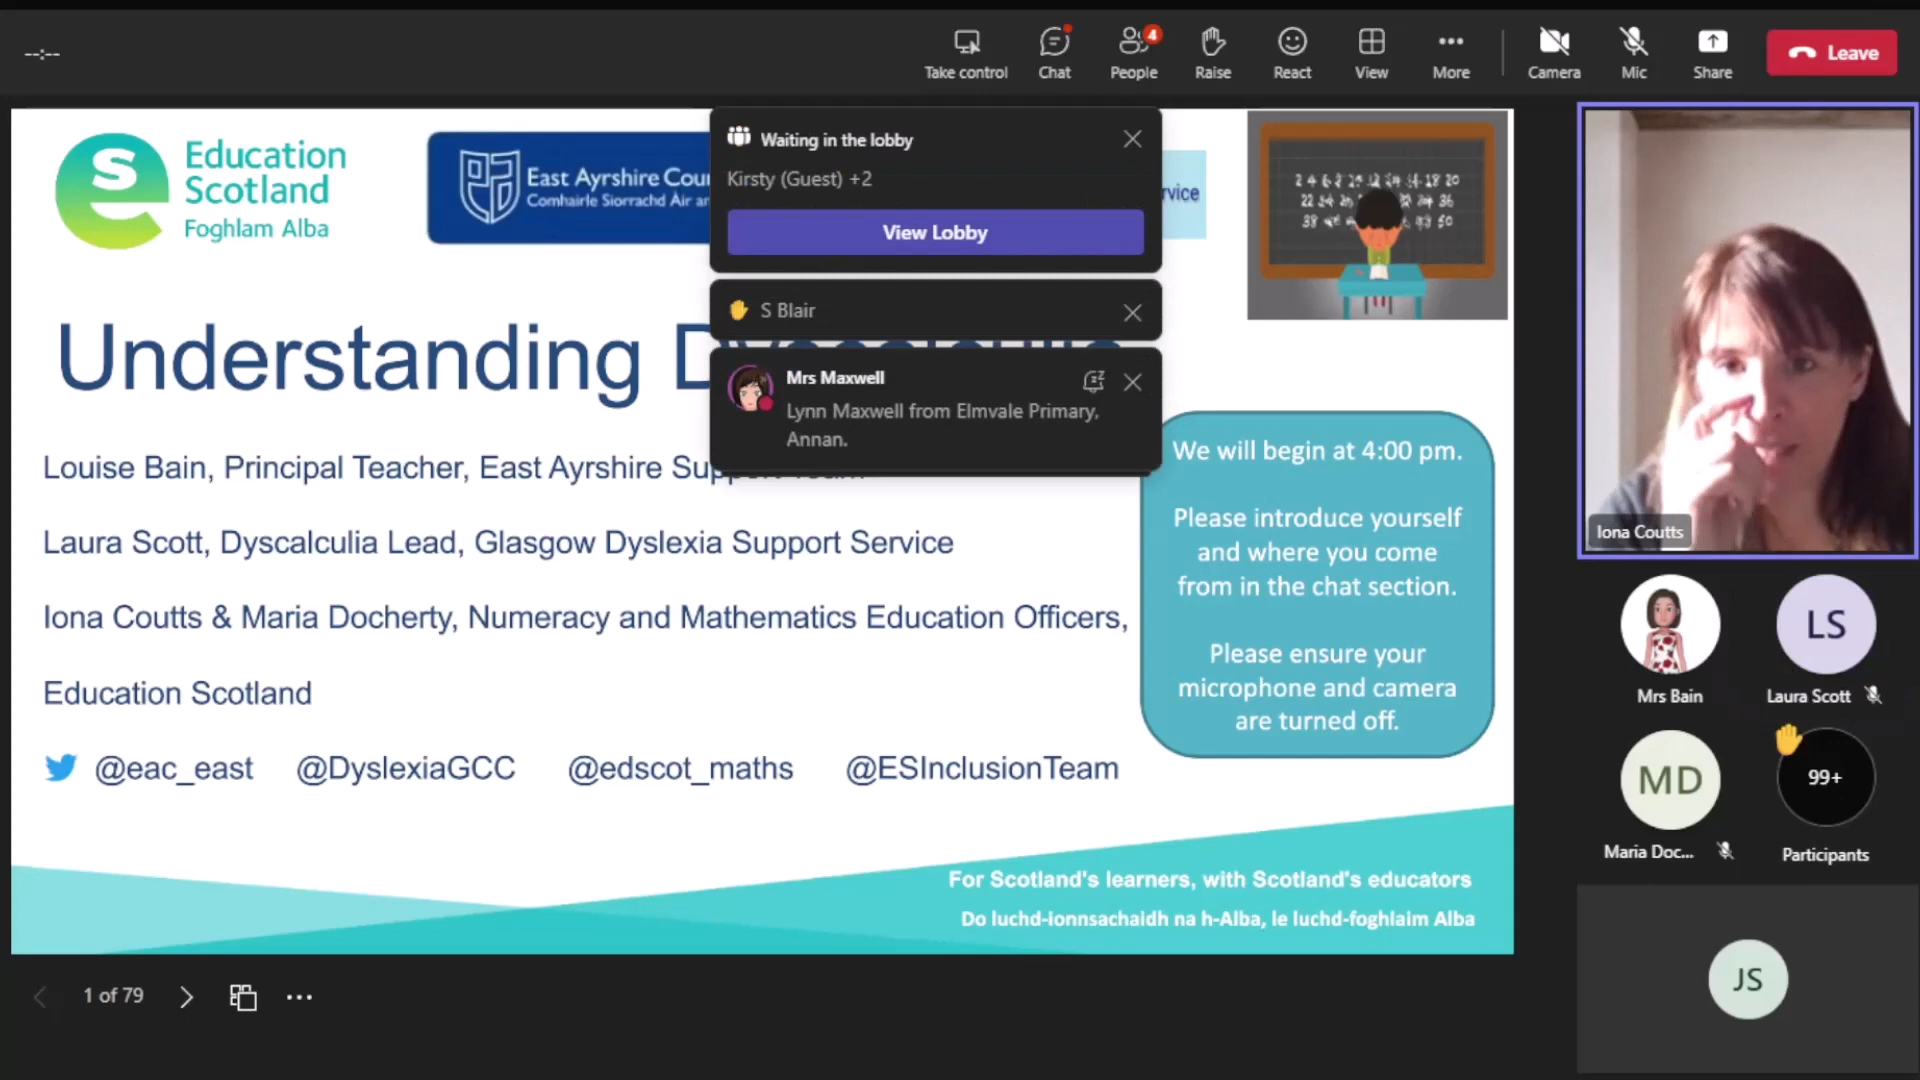 --:--
Take control
Chat
4
People
Raise
React
View
More
Camera
Mic
Share
Leave
Education
Scotland
Foghlam Alba
East Ayrshire Cou
Comhairle Siorrachd Àir an
rvice
Waiting in the lobby
Kirsty (Guest) +2
View Lobby
S Blair
Mrs Maxwell
Lynn Maxwell from Elmvale Primary,
Annan.
Understanding
Louise Bain, Principal Teacher, East Ayrshire Support Team
Laura Scott, Dyscalculia Lead, Glasgow Dyslexia Support Service
Iona Coutts & Maria Docherty, Numeracy and Mathematics Education Officers,
Education Scotland
@eac_east @DyslexiaGCC @edscot_maths @ESInclusionTeam
We will begin at 4:00 pm.
Please introduce yourself
and where you come
from in the chat section.
Please ensure your
microphone and camera
are turned off.
For Scotland's learners, with Scotland's educators
Do luchd-ionnsachaidh na h-Alba, le luchd-foghlaim Alba
1 of 79
Iona Coutts
Mrs Bain
LS
Laura Scott
MD
Maria Doc...
99+
Participants
JS